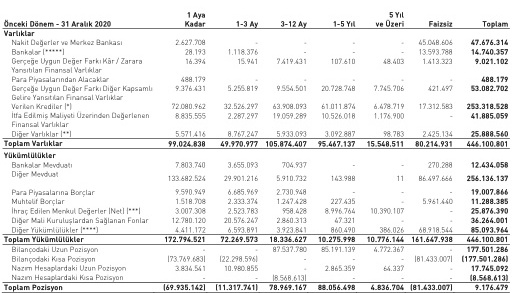 1 Aya 5 Yıl
Önceki Dönem - 31 Aralık 2020 Kadar 1-3 Ay 3-12 Ay 1-5 Yıl ve Üzeri Faizsiz Toplam
Varlıklar
Nakit Değerler ve Merkez Bankası 2.627.708 - - - - 45.048.606 47.676.314
Bankalar (*****) 28.193 1.118.376 - - - 13.593.788 14.740.357
Gerçeğe Uygun Değer Farkı Kâr / Zarara 16.394 15.941 7.419.431 107.610 48.403 1.413.323 9.021.102
Yansıtılan Finansal Varlıklar
Para Piyasalarından Alacaklar 488.179 - - - - - 488.179
Gerçeğe Uygun Değer Farkı Diğer Kapsamlı 9.376.431 5.255.819 9.554.501 20.728.748 7.745.706 421.497 53.082.702
Gelire Yansıtılan Finansal Varlıklar
Verilen Krediler (*) 72.080.962 32.526.297 63.908.093 61.011.874 6.478.719 17.312.583 253.318.528
İtfa Edilmiş Maliyeti Üzerinden Değerlenen 8.835.555 2.287.297 19.059.289 10.526.018 1.176.900 - 41.885.059
Finansal Varlıklar
Diğer Varlıklar (**) 5.571.416 8.767.247 5.933.093 3.092.887 98.783 2.425.134 25.888.560
Toplam Varlıklar 99.024.838 49.970.977 105.874.407 95.467.137 15.548.511 80.214.931 446.100.801
Yükümlülükler
Bankalar Mevduatı 7.803.740 3.655.093 704.937 - - 270.288 12.434.058
Diğer Mevduat
133.682.524 29.901.216 5.910.732 143.988 11 86.497.666 256.136.137
Para Piyasalarına Borçlar 9.590.949 6.685.969 2.730.948 - - - 19.007.866
Muhtelif Borçlar 1.518.708 2.333.374 1.247.428 227.435 - 5.961.440 11.288.385
İhraç Edilen Menkul Değerler (Net) (***) 3.007.308 2.523.783 958.428 8.996.764 10.390.107 - 25.876.390
Diğer Mali Kuruluşlardan Sağlanan Fonlar 12.780.120 20.576.247 2.860.313 47.321 - - 36.264.001
Diğer Yükümlülükler (****) 4.411.172 6.593.891 3.923.841 860.490 386.026 68.918.544 85.093.964
Toplam Yükümlülükler 172.794.521 72.269.573 18.336.627 10.275.998 10.776.144 161.647.938 446.100.801
Bilançodaki Uzun Pozisyon - - 87.537.780 85.191.139 4.772.367 - 177.501.286
Bilançodaki Kısa Pozisyon (73.769.683) (22.298.596) - - - (81.433.007) (177.501.286)
Nazım Hesaplardaki Uzun Pozisyon 3.834.541 10.980.855 - 2.865.359 64.337 - 17.745.092
Nazım Hesaplardaki Kısa Pozisyon - - (8.568.613) - - - (8.568.613)
Toplam Pozisyon (69.935.142) (11.317.741) 78.969.167 88.056.498 4.836.704 (81.433.007) 9.176.479